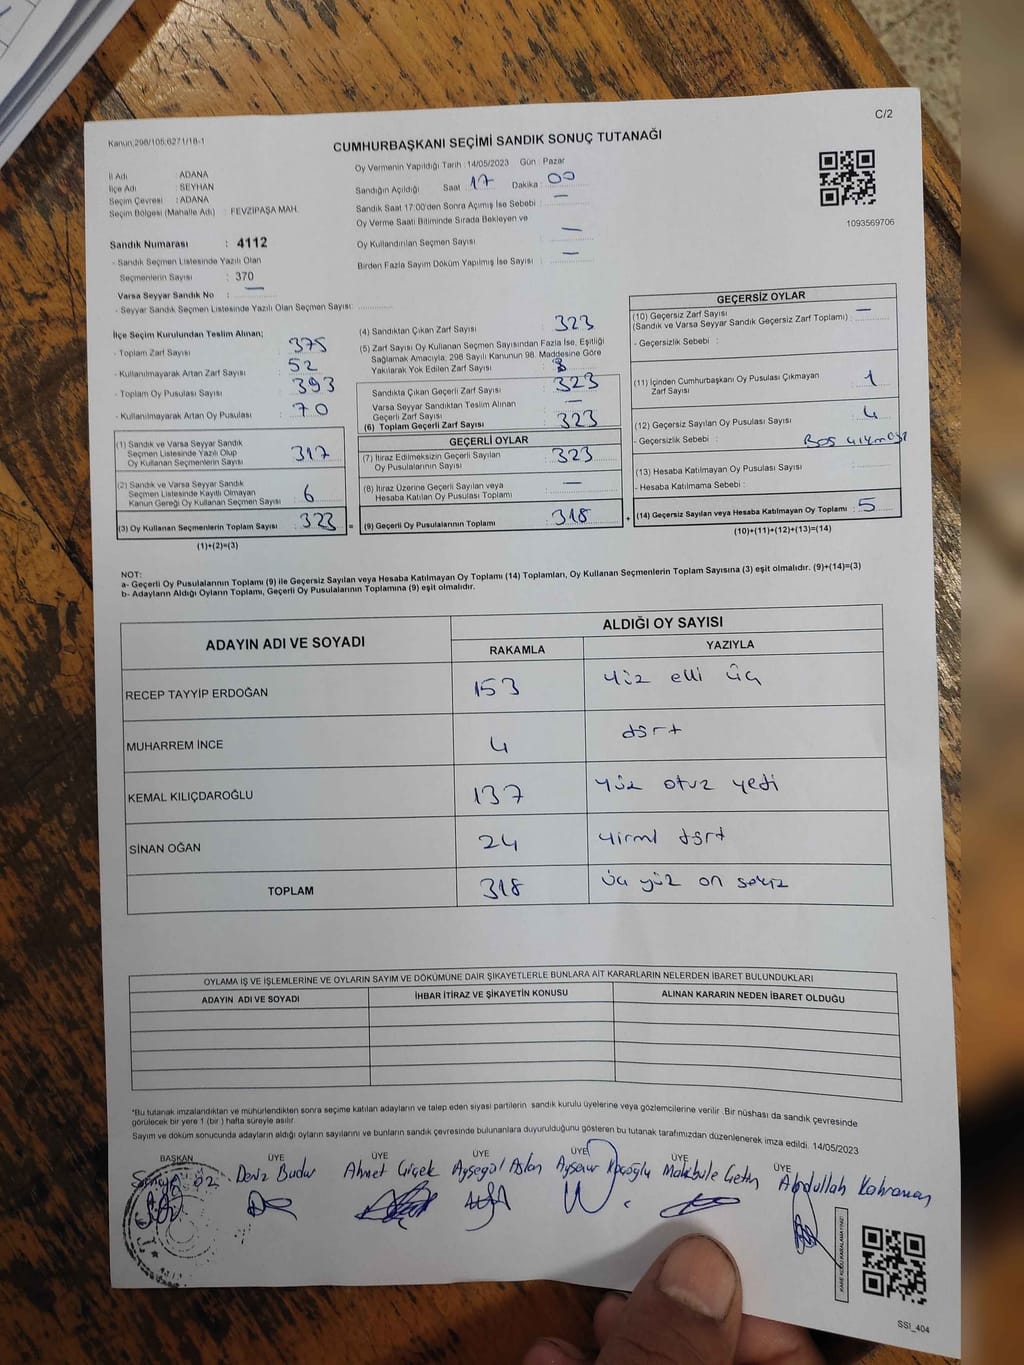 C/2
Kanun:298/105;6271/18-1
CUMHURBAŞKANI SEÇİMİ SANDIK SONUÇ TUTANAĞI
İl Adı : ADANA
İlçe Adı : SEYHAN
Seçim Çevresi : ADANA
Seçim Bölgesi (Mahalle Adı) : FEVZİPAŞA MAH.
Oy Vermenin Yapıldığı Tarih :14/05/2023 Gün : Pazar
Sandığın Açıldığı Saat : 17 Dakika : 00
Sandık Saat 17:00'den Sonra Açımış İse Sebebi : —
Oy Verme Saati Bitiminde Sırada Bekleyen ve
Oy Kullandırılan Seçmen Sayısı : —
Birden Fazla Sayım Döküm Yapılmış İse Sayısı : —
1093569706
Sandık Numarası : 4112
- Sandık Seçmen Listesinde Yazılı Olan
Seçmenlerin Sayısı : 370
Varsa Seyyar Sandık No : —
- Seyyar Sandık Seçmen Listesinde Yazılı Olan Seçmen Sayısı:
İlçe Seçim Kurulundan Teslim Alınan;
- Toplam Zarf Sayısı : 375
- Kullanılmayarak Artan Zarf Sayısı : 52
- Toplam Oy Pusulası Sayısı : 393
- Kullanılmayarak Artan Oy Pusulası : 70
(1) Sandık ve Varsa Seyyar Sandık
Seçmen Listesinde Yazılı Olup
Oy Kullanan Seçmenlerin Sayısı : 317
(2) Sandık ve Varsa Seyyar Sandık
Seçmen Listesinde Kayıtlı Olmayan
Kanun Gereği Oy Kullanan Seçmen Sayısı : 6
(3) Oy Kullanan Seçmenlerin Toplam Sayısı : 323 =
(1)+(2)=(3)
(4) Sandıktan Çıkan Zarf Sayısı : 323
(5) Zarf Sayısı Oy Kullanan Seçmen Sayısından Fazla İse, Eşitliği
Sağlamak Amacıyla; 298 Sayılı Kanunun 98. Maddesine Göre
Yakılarak Yok Edilen Zarf Sayısı :
Sandıkta Çıkan Geçerli Zarf Sayısı : 323
Varsa Seyyar Sandıktan Teslim Alınan
Geçerli Zarf Sayısı : —
(6) Toplam Geçerli Zarf Sayısı : 323
GEÇERLİ OYLAR
(7) İtiraz Edilmeksizin Geçerli Sayılan
Oy Pusulalarının Sayısı : 323
(8) İtiraz Üzerine Geçerli Sayılan veya
Hesaba Katılan Oy Pusulası Toplamı : —
(9) Geçerli Oy Pusulalarının Toplamı : 318 +
GEÇERSİZ OYLAR
(10) Geçersiz Zarf Sayısı
(Sandık ve Varsa Seyyar Sandık Geçersiz Zarf Toplamı) : —
- Geçersizlik Sebebi :
(11) İçinden Cumhurbaşkanı Oy Pusulası Çıkmayan
Zarf Sayısı : 1
(12) Geçersiz Sayılan Oy Pusulası Sayısı : 4
- Geçersizlik Sebebi : Boş
(13) Hesaba Katılmayan Oy Pusulası Sayısı :
- Hesaba Katılmama Sebebi :
(14) Geçersiz Sayılan veya Hesaba Katılmayan Oy Toplamı : 5
(10)+(11)+(12)+(13)=(14)
NOT:
a- Geçerli Oy Pusulalarının Toplamı (9) ile Geçersiz Sayılan veya Hesaba Katılmayan Oy Toplamı (14) Toplamları, Oy Kullanan Seçmenlerin Toplam Sayısına (3) eşit olmalıdır. (9)+(14)=(3)
b- Adayların Aldığı Oyların Toplamı, Geçerli Oy Pusulalarının Toplamına (9) eşit olmalıdır.
ADAYIN ADI VE SOYADI ALDIĞI OY SAYISI
RAKAMLA YAZIYLA
RECEP TAYYİP ERDOĞAN 153 Yüz elli üç
MUHARREM İNCE 4 dört
KEMAL KILIÇDAROĞLU 137 Yüz otuz yedi
SİNAN OĞAN 24 Yirmi dört
TOPLAM 318 üç yüz on sekiz
OYLAMA İŞ VE İŞLEMLERİNE VE OYLARIN SAYIM VE DÖKÜMÜNE DAİR ŞİKAYETLERLE BUNLARA AİT KARARLARIN NELERDEN İBARET BULUNDUKLARI
ADAYIN ADI VE SOYADI İHBAR İTİRAZ VE ŞİKAYETİN KONUSU ALINAN KARARIN NEDEN İBARET OLDUĞU
*Bu tutanak imzalandıktan ve mühürlendikten sonra seçime katılan adayların ve talep eden siyasi partilerin sandık kurulu üyelerine veya gözlemcilerine verilir .Bir nüshası da sandık çevresinde
görülecek bir yere 1 (bir ) hafta süreyle asılır.
Sayım ve döküm sonucunda adayların aldığı oyların sayılarını ve bunların sandık çevresinde bulunanlara duyurulduğunu gösteren bu tutanak tarafımızdan düzenlenerek imza edildi. 14/05/2023
BAŞKAN ÜYE ÜYE ÜYE ÜYE ÜYE ÜYE
Öz Deniz Budur Ahmet Çiçek Ayşegül Aslan Aysenur Koçoğlu Makbule Çetin Abdullah Kahraman
SSI_404